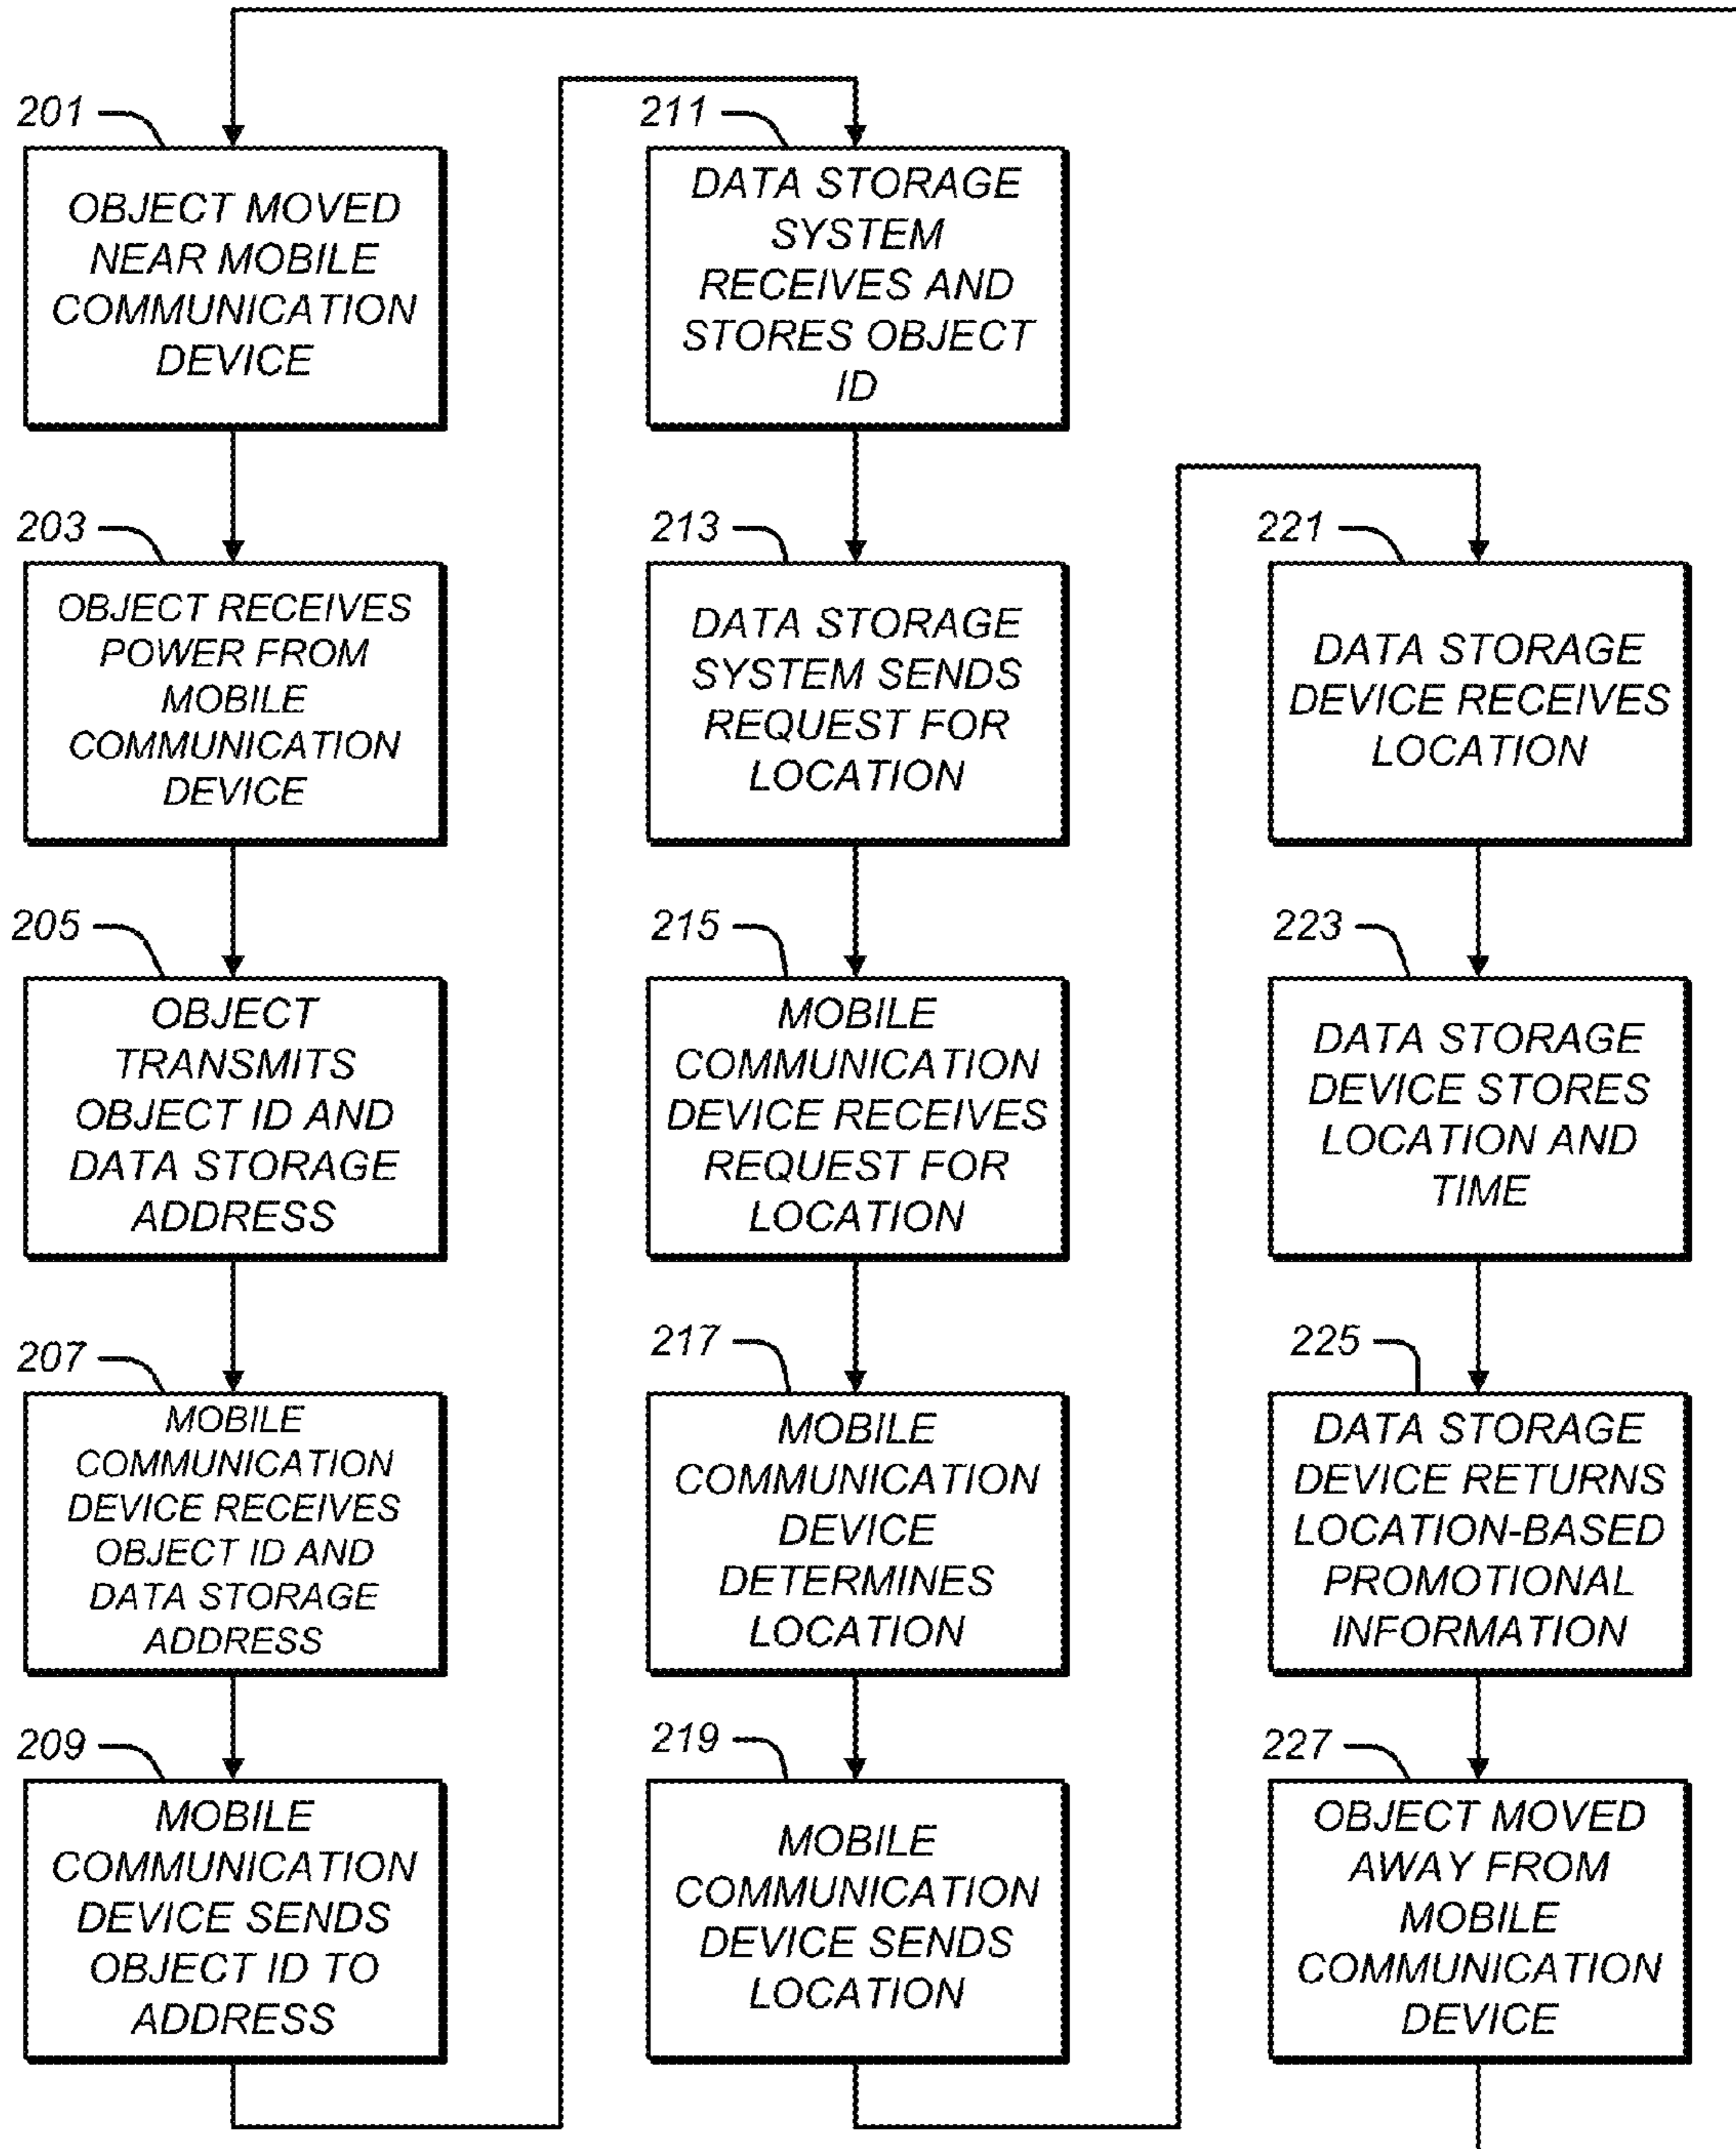 201
OBJECT MOVED
NEAR MOBILE
COMMUNICATION
DEVICE
203
OBJECT RECEIVES
POWER FROM
MOBILE
COMMUNICATION
DEVICE
205
OBJECT
TRANSMITS
OBJECT ID AND
DATA STORAGE
ADDRESS
207
MOBILE
COMMUNICATION
DEVICE RECEIVES
OBJECT ID AND
DATA STORAGE
ADDRESS
209
MOBILE
COMMUNICATION
DEVICE SENDS
OBJECT ID TO
ADDRESS
211
DATA STORAGE
SYSTEM
RECEIVES AND
STORES OBJECT
ID
213
DATA STORAGE
SYSTEM SENDS
REQUEST FOR
LOCATION
215
MOBILE
COMMUNICATION
DEVICE RECEIVES
REQUEST FOR
LOCATION
217
MOBILE
COMMUNICATION
DEVICE
DETERMINES
LOCATION
219
MOBILE
COMMUNICATION
DEVICE SENDS
LOCATION
221
DATA STORAGE
DEVICE RECEIVES
LOCATION
223
DATA STORAGE
DEVICE STORES
LOCATION AND
TIME
225
DATA STORAGE
DEVICE RETURNS
LOCATION-BASED
PROMOTIONAL
INFORMATION
227
OBJECT MOVED
AWAY FROM
MOBILE
COMMUNICATION
DEVICE